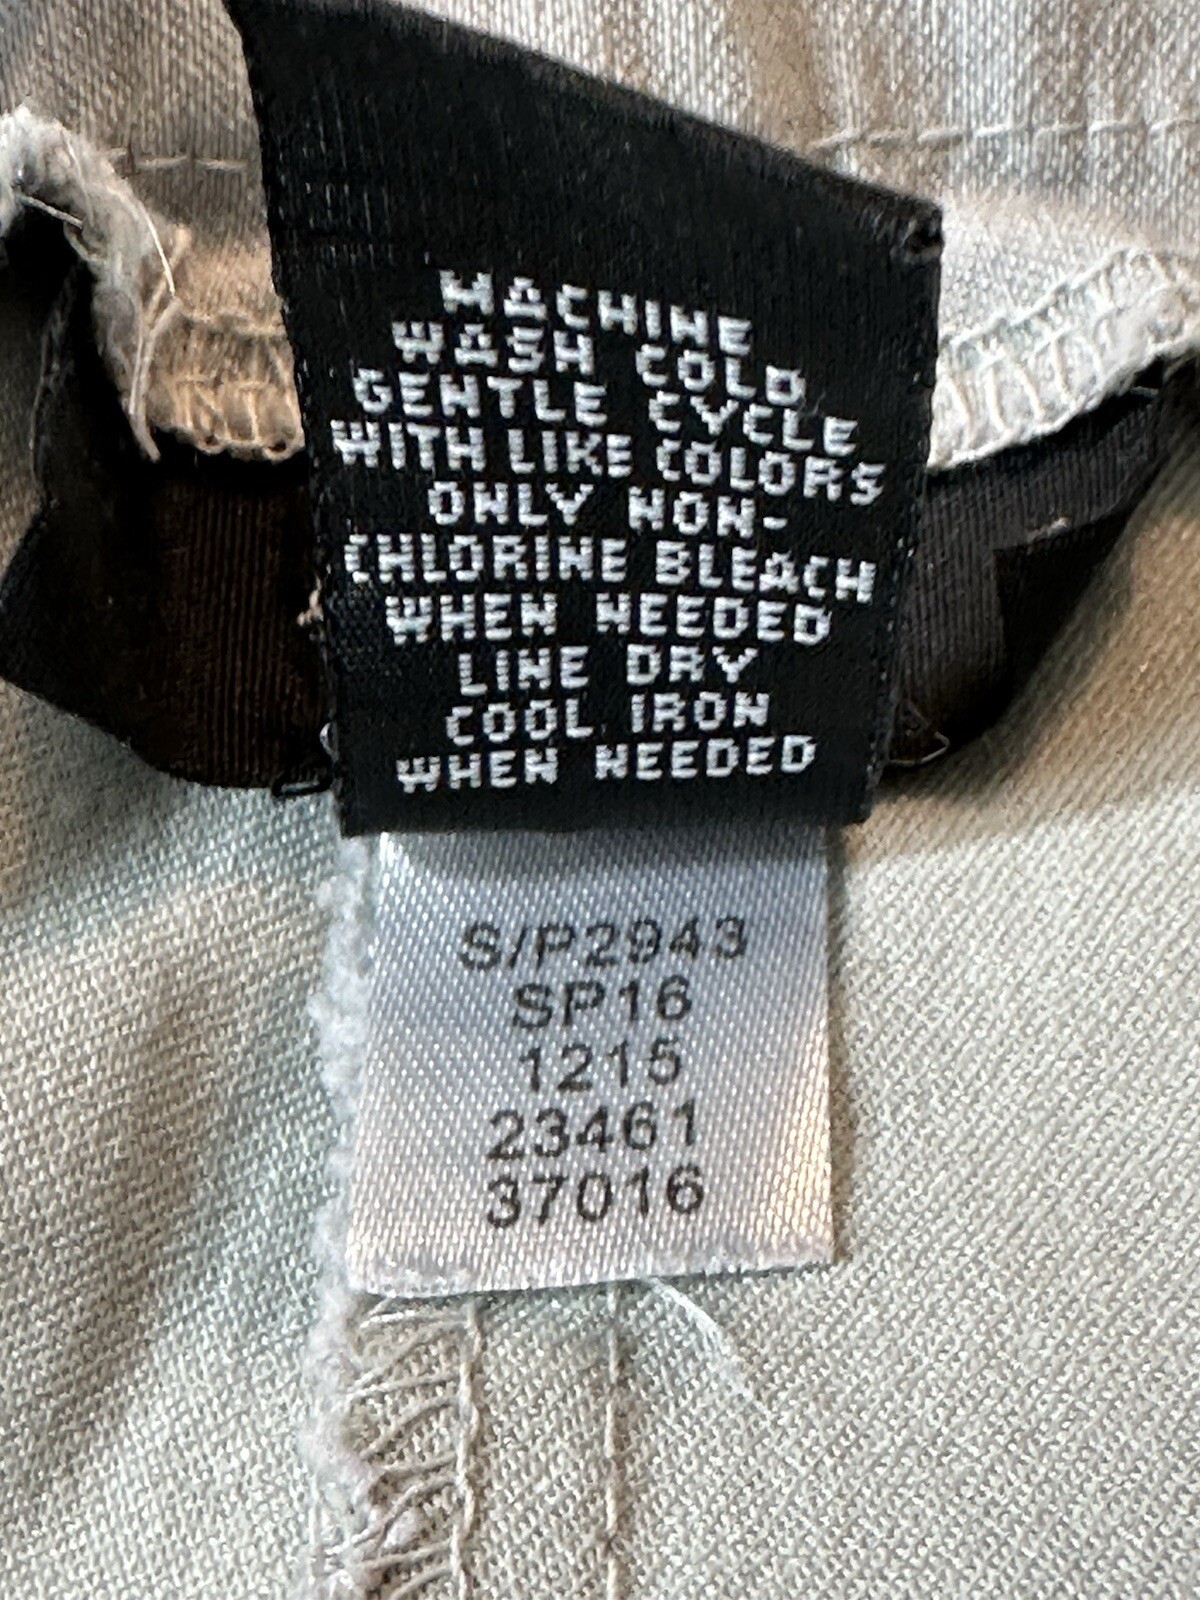 MACHINE
WASH COLD
GENTLE CYCLE
WITH LIKE COLORS
ONLY NON-
CHLORINE BLEACH
WHEN NEEDED
LINE DRY
COOL IRON
WHEN NEEDED
S/P2943
SP16
1215
23461
37016